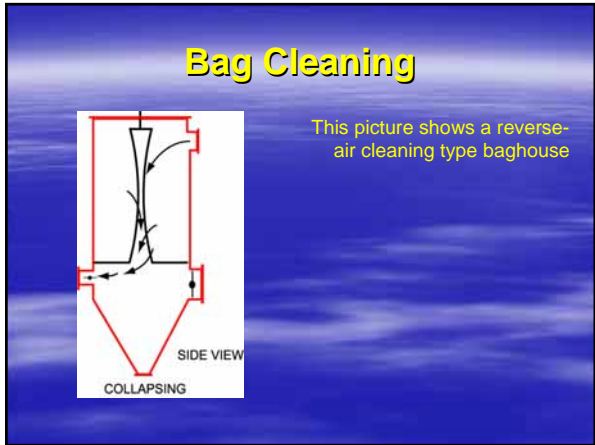 Bag Cleaning
This picture shows a reverse-
air cleaning type baghouse
SIDE VIEW
COLLAPSING